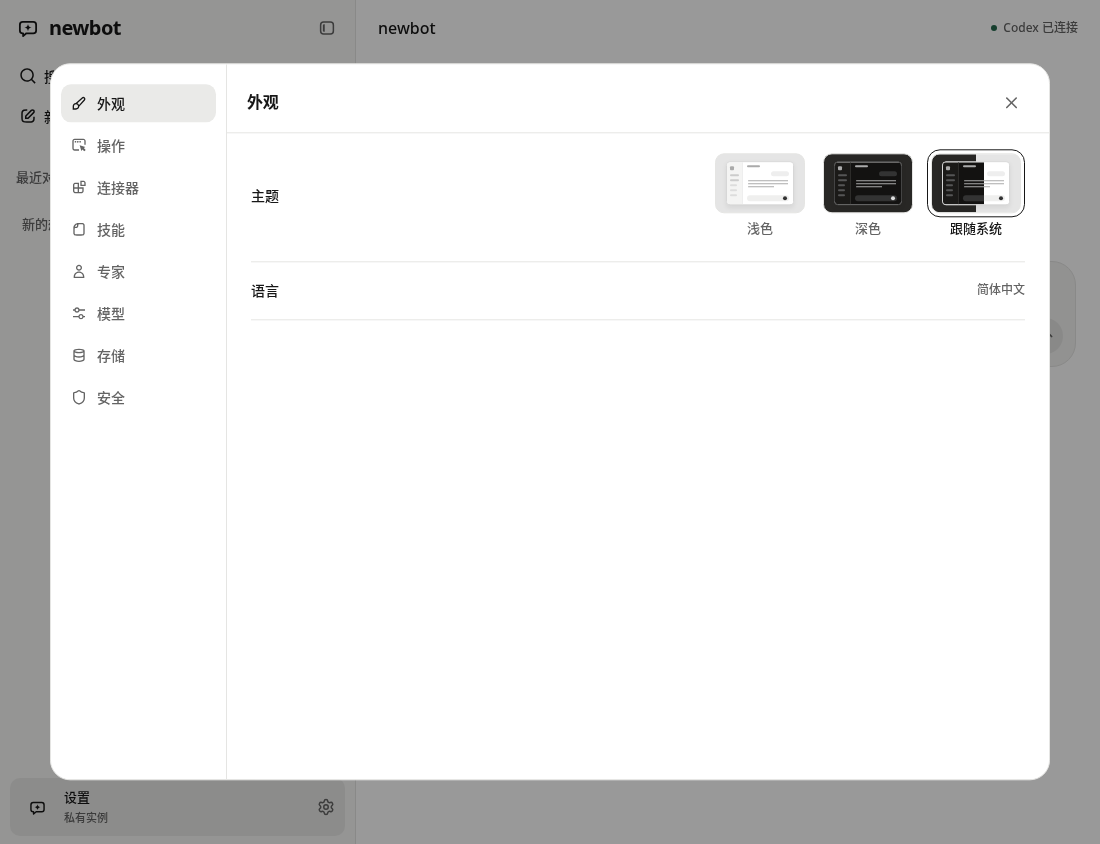 newbot
newbot
Codex 已连接
外观
操作
连接器
技能
专家
模型
存储
安全
外观
主题
浅色
深色
跟随系统
语言
简体中文
最近
新的
设置
私有实例